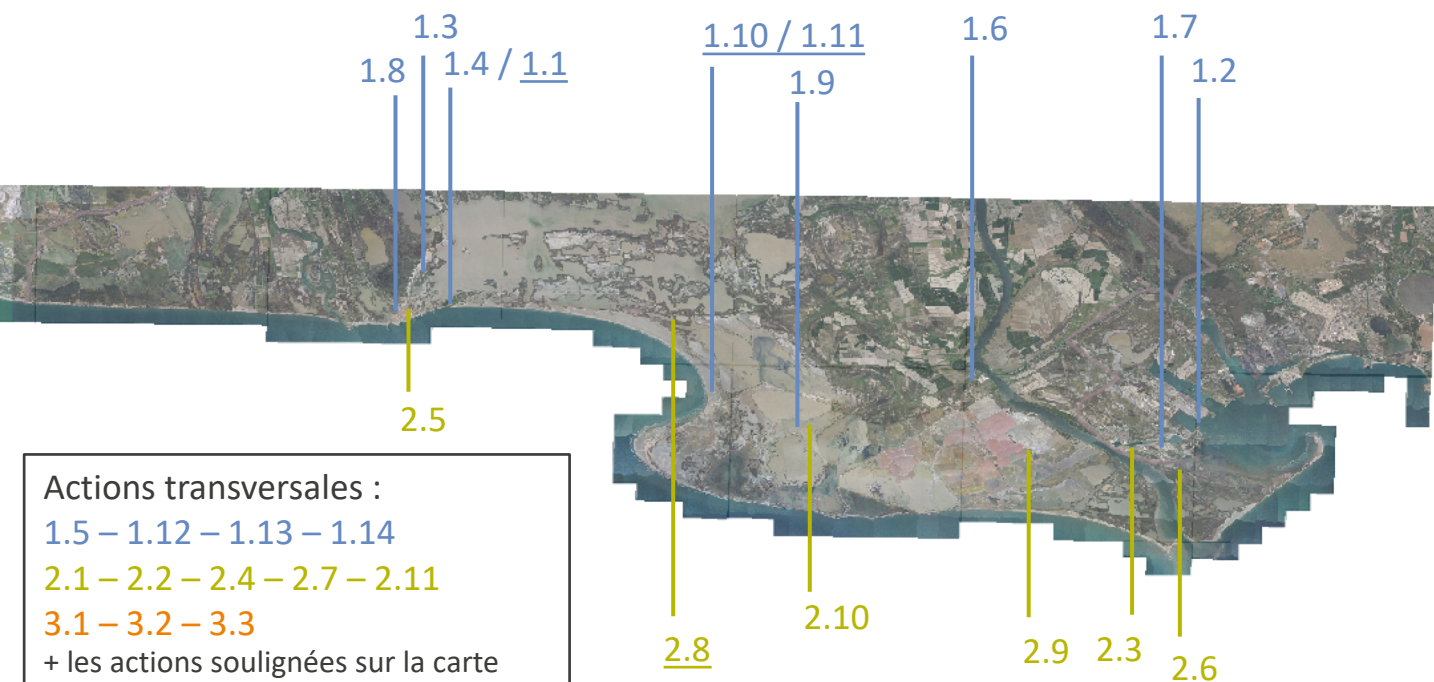 1.3
1.10 / 1.11
1.6
1.7
1.8
1.4 / 1.1
1.9
1.2
2.5
Actions transversales :
1.5 – 1.12 – 1.13 – 1.14
2.1 – 2.2 – 2.4 – 2.7 – 2.11
3.1 – 3.2 – 3.3
+ les actions soulignées sur la carte
2.8
2.10
2.9
2.3
2.6